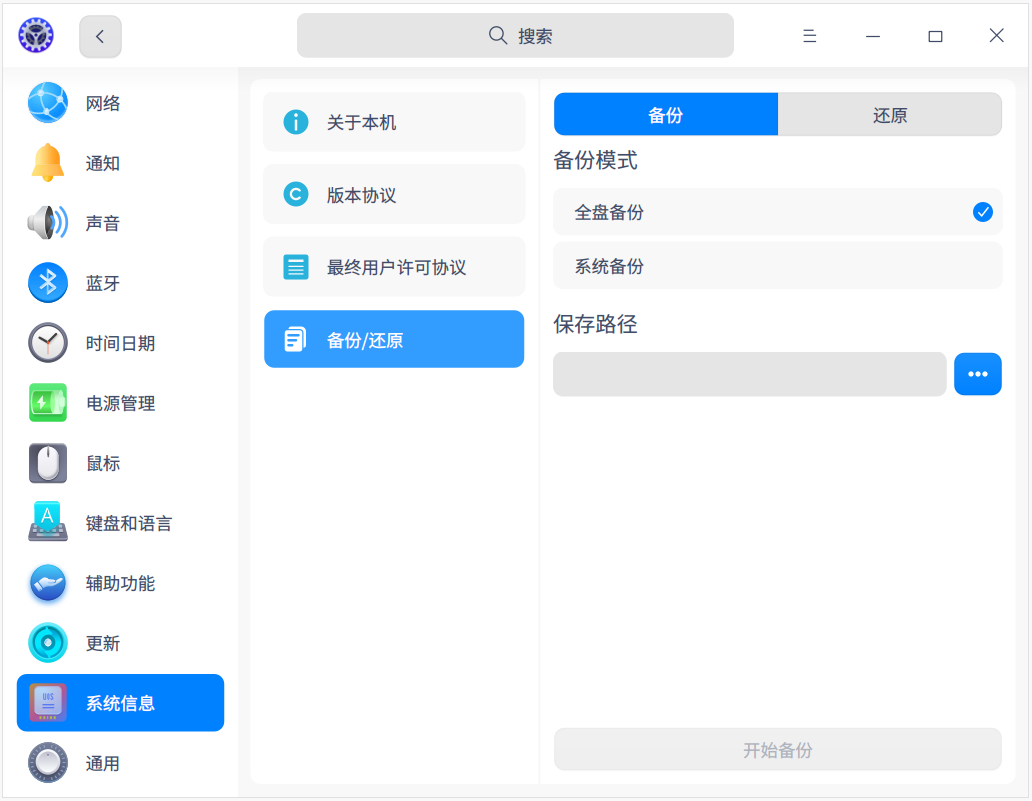 搜索
网络
通知
声音
蓝牙
时间日期
电源管理
鼠标
键盘和语言
辅助功能
更新
系统信息
通用
关于本机
版本协议
最终用户许可协议
备份/还原
备份
还原
备份模式
全盘备份
系统备份
保存路径
开始备份